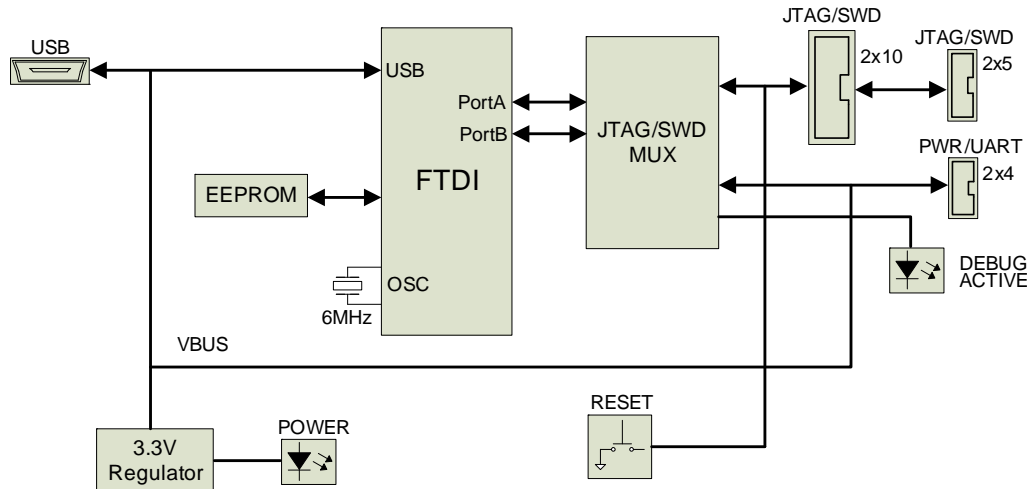 JTAG/SWD
USB
JTAG/SWD
2x10
2x5
USB
PortA
PortB
JTAG/SWD
MUX
PWR/UART
2x4
FTDI
EEPROM
OSC
6MHz
DEBUG
ACTIVE
VBUS
RESET
POWER
3.3V
Regulator